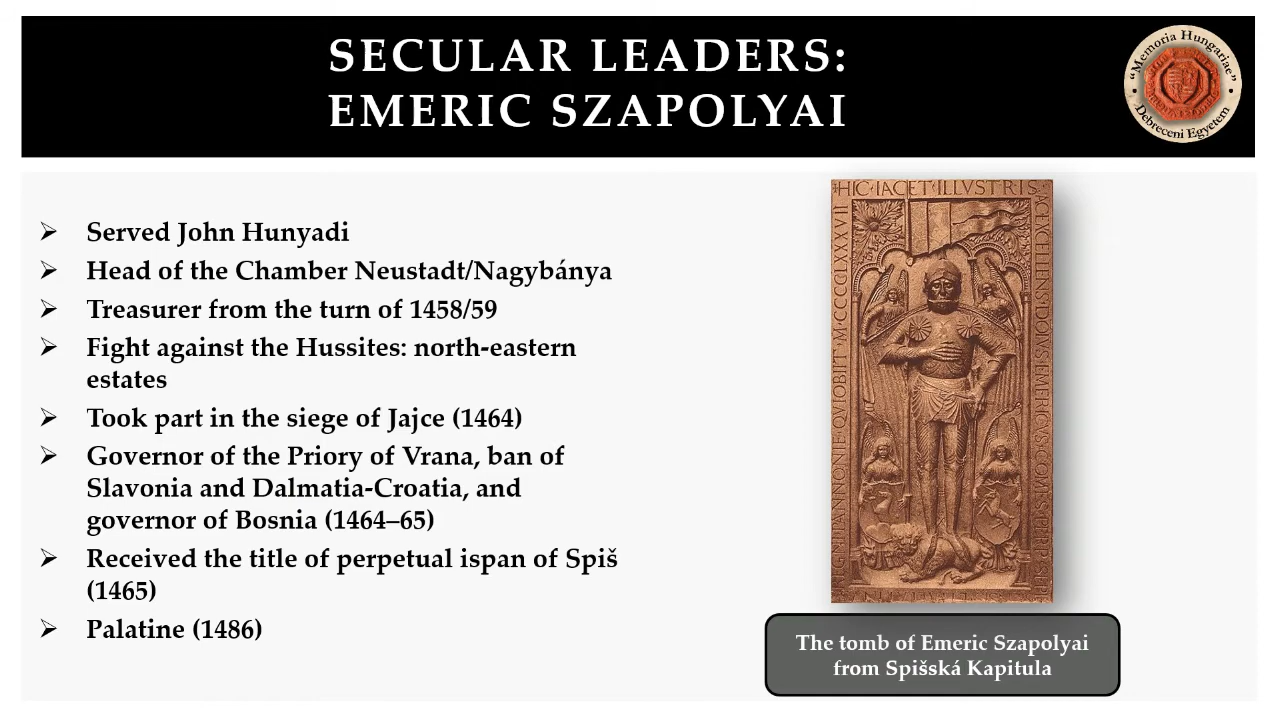 SECULAR LEADERS:
EMERIC SZAPOLYAI
"Memoria Hungariae"
Debreceni Egyetem
➢ Served John Hunyadi
➢ Head of the Chamber Neustadt/Nagybánya
➢ Treasurer from the turn of 1458/59
➢ Fight against the Hussites: north-eastern
estates
➢ Took part in the siege of Jajce (1464)
➢ Governor of the Priory of Vrana, ban of
Slavonia and Dalmatia-Croatia, and
governor of Bosnia (1464–65)
➢ Received the title of perpetual ispan of Spiš
(1465)
➢ Palatine (1486)
HIC IACET ILLVSTRIS
The tomb of Emeric Szapolyai
from Spišská Kapitula